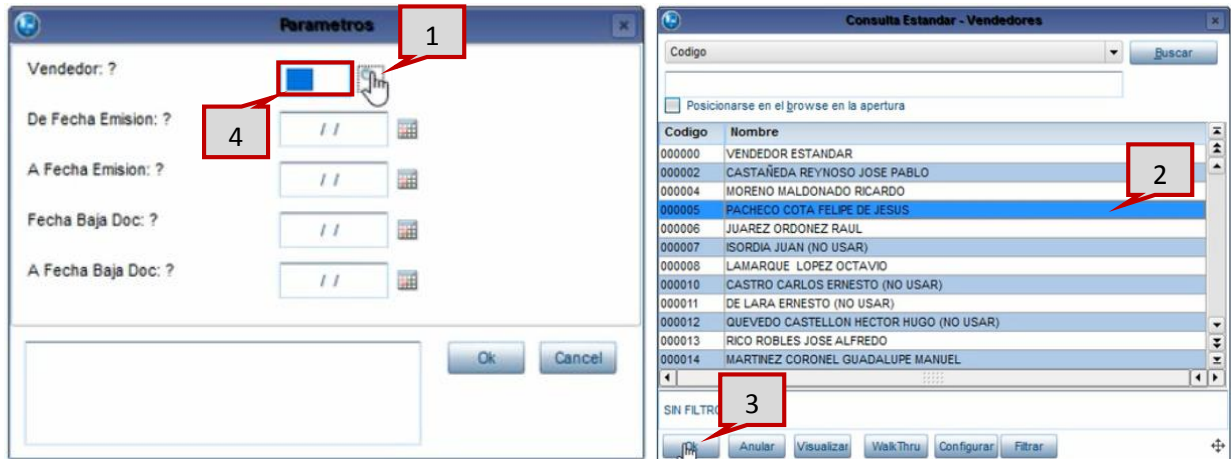 Parametros
1
Vendedor: ?
4
De Fecha Emision: ?
/ /
A Fecha Emision: ?
/ /
Fecha Baja Doc: ?
/ /
A Fecha Baja Doc: ?
/ /
Ok Cancel
Consulta Estandar - Vendedores
Codigo
Buscar
Posicionarse en el browse en la apertura
Codigo Nombre
000000 VENDEDOR ESTANDAR
000002 CASTAÑEDA REYNOSO JOSE PABLO
2
000004 MORENO MALDONADO RICARDO
000005 PACHECO COTA FELIPE DE JESUS
000006 JUAREZ ORDONEZ RAUL
000007 ISORDIA JUAN (NO USAR)
000008 LAMARQUE LOPEZ OCTAVIO
000010 CASTRO CARLOS ERNESTO (NO USAR)
000011 DE LARA ERNESTO (NO USAR)
000012 QUEVEDO CASTELLON HECTOR HUGO (NO USAR)
000013 RICO ROBLES JOSE ALFREDO
000014 MARTINEZ CORONEL GUADALUPE MANUEL
SIN FILTRO
3
Ok Anular Visualizar WalkThru Configurar Filtrar